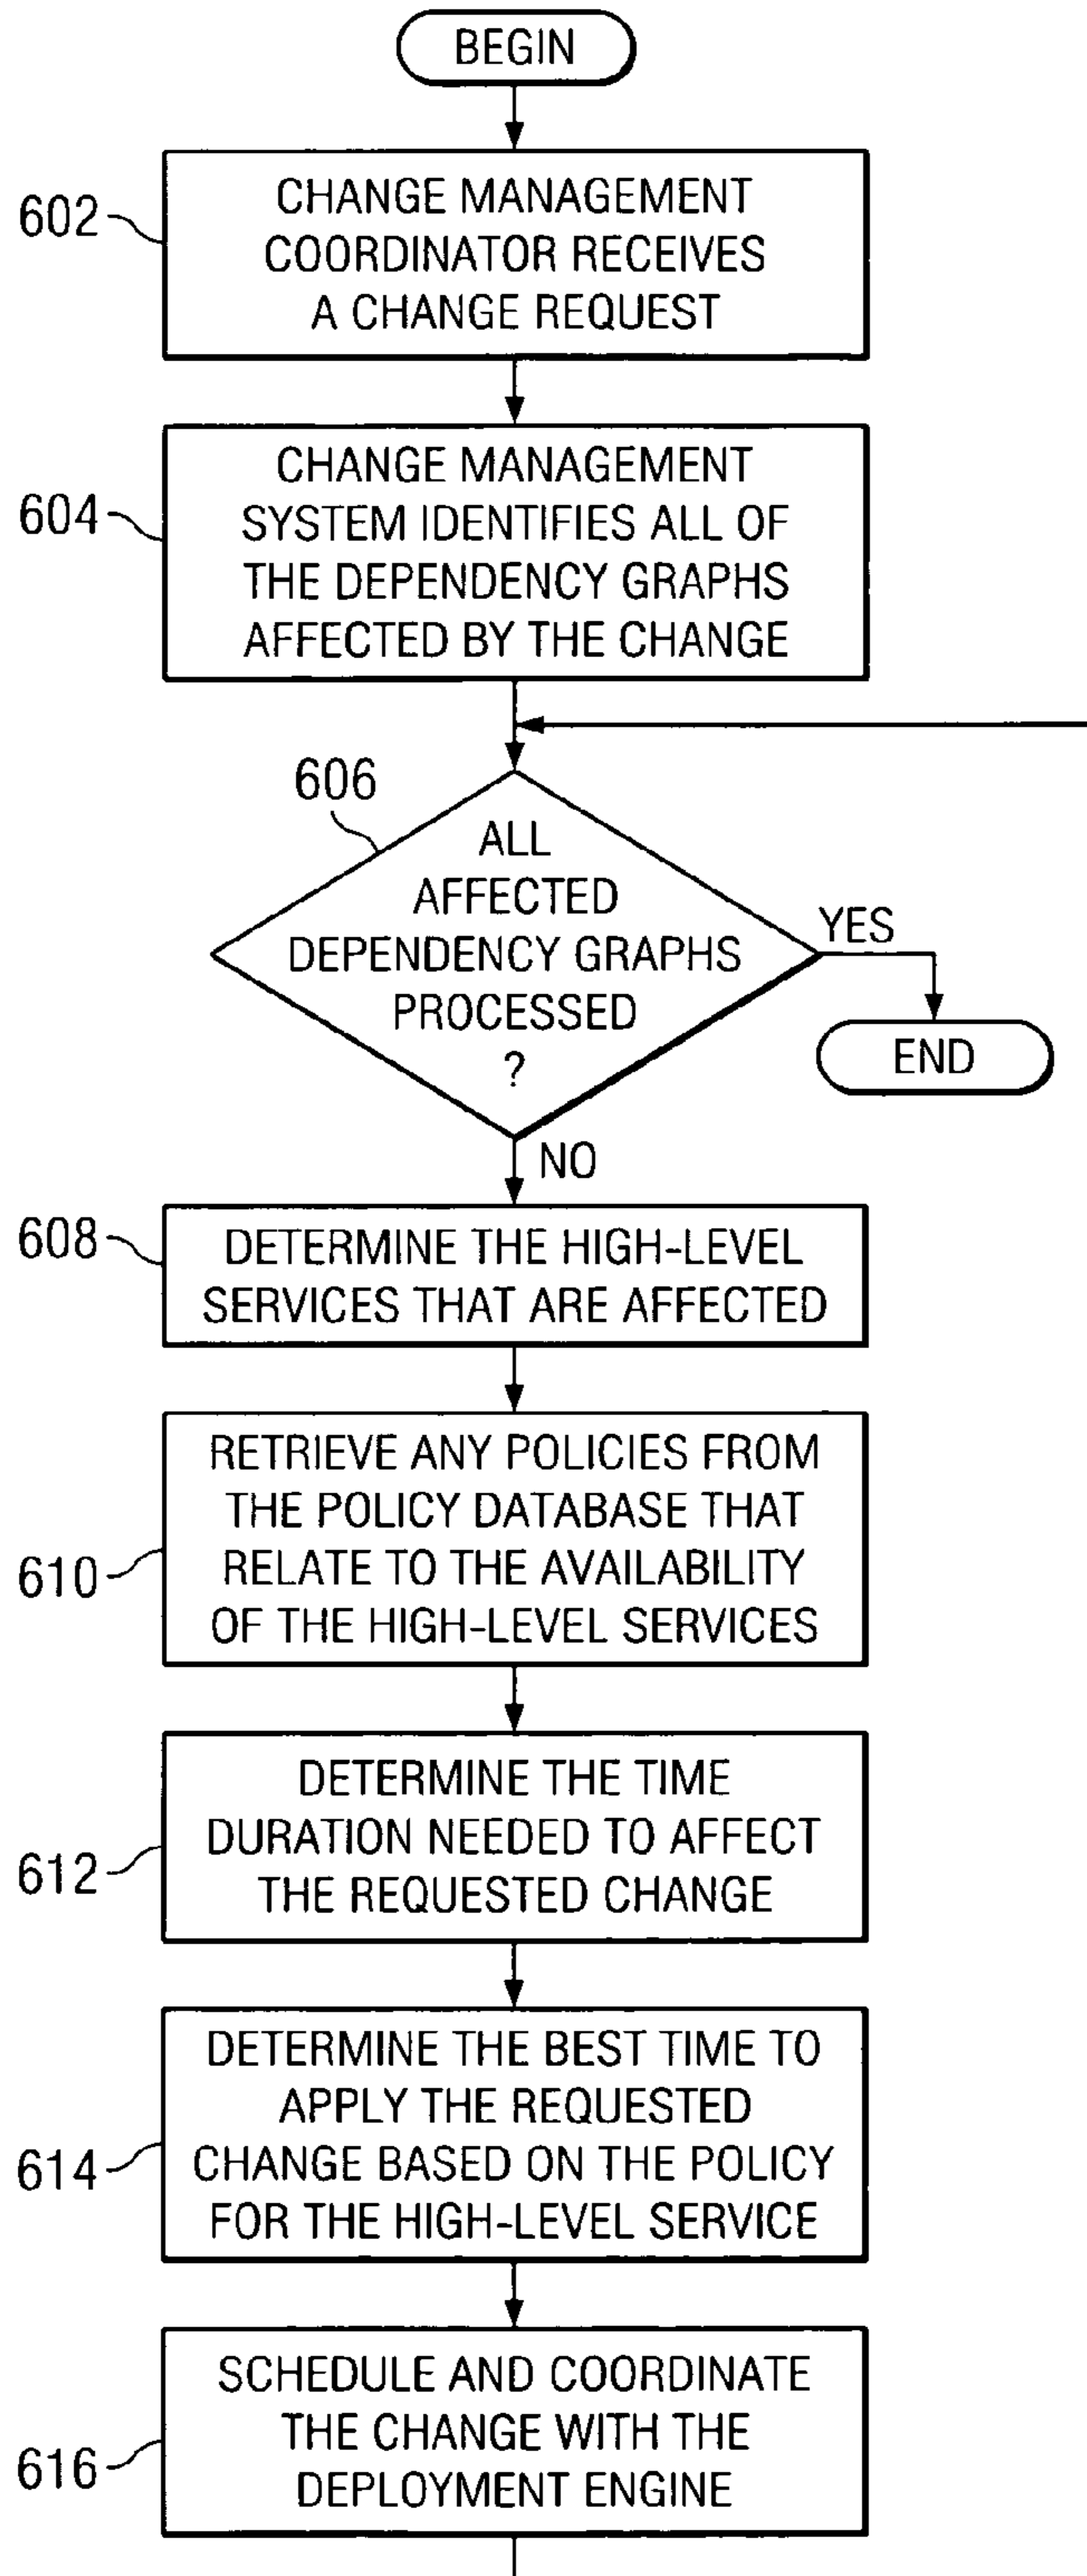 BEGIN
602
CHANGE MANAGEMENT
COORDINATOR RECEIVES
A CHANGE REQUEST
604
CHANGE MANAGEMENT
SYSTEM IDENTIFIES ALL OF
THE DEPENDENCY GRAPHS
AFFECTED BY THE CHANGE
606
ALL
AFFECTED
DEPENDENCY GRAPHS
PROCESSED
?
YES
END
NO
608
DETERMINE THE HIGH-LEVEL
SERVICES THAT ARE AFFECTED
610
RETRIEVE ANY POLICIES FROM
THE POLICY DATABASE THAT
RELATE TO THE AVAILABILITY
OF THE HIGH-LEVEL SERVICES
612
DETERMINE THE TIME
DURATION NEEDED TO AFFECT
THE REQUESTED CHANGE
614
DETERMINE THE BEST TIME TO
APPLY THE REQUESTED
CHANGE BASED ON THE POLICY
FOR THE HIGH-LEVEL SERVICE
616
SCHEDULE AND COORDINATE
THE CHANGE WITH THE
DEPLOYMENT ENGINE